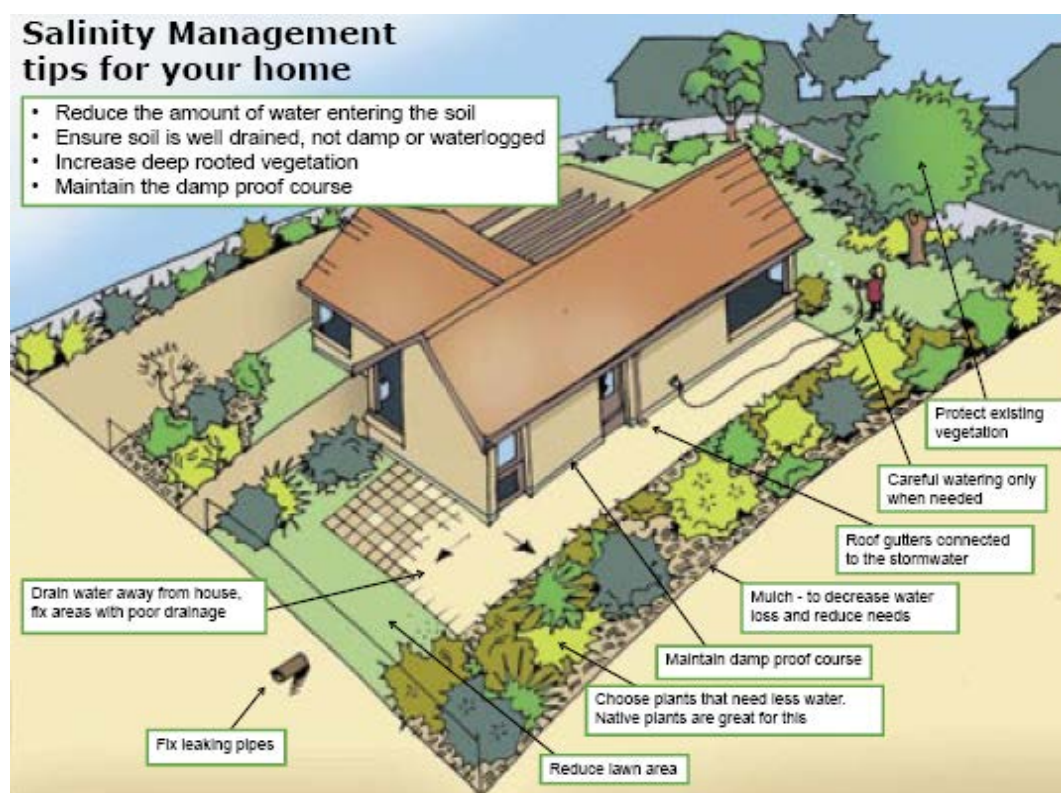 Salinity Management
tips for your home
• Reduce the amount of water entering the soil
• Ensure soil is well drained, not damp or waterlogged
• Increase deep rooted vegetation
• Maintain the damp proof course
Protect existing
vegetation
Careful watering only
when needed
Roof gutters connected
to the stormwater
Mulch - to decrease water
loss and reduce needs
Drain water away from house,
fix areas with poor drainage
Maintain damp proof course
Choose plants that need less water.
Native plants are great for this
Fix leaking pipes
Reduce lawn area